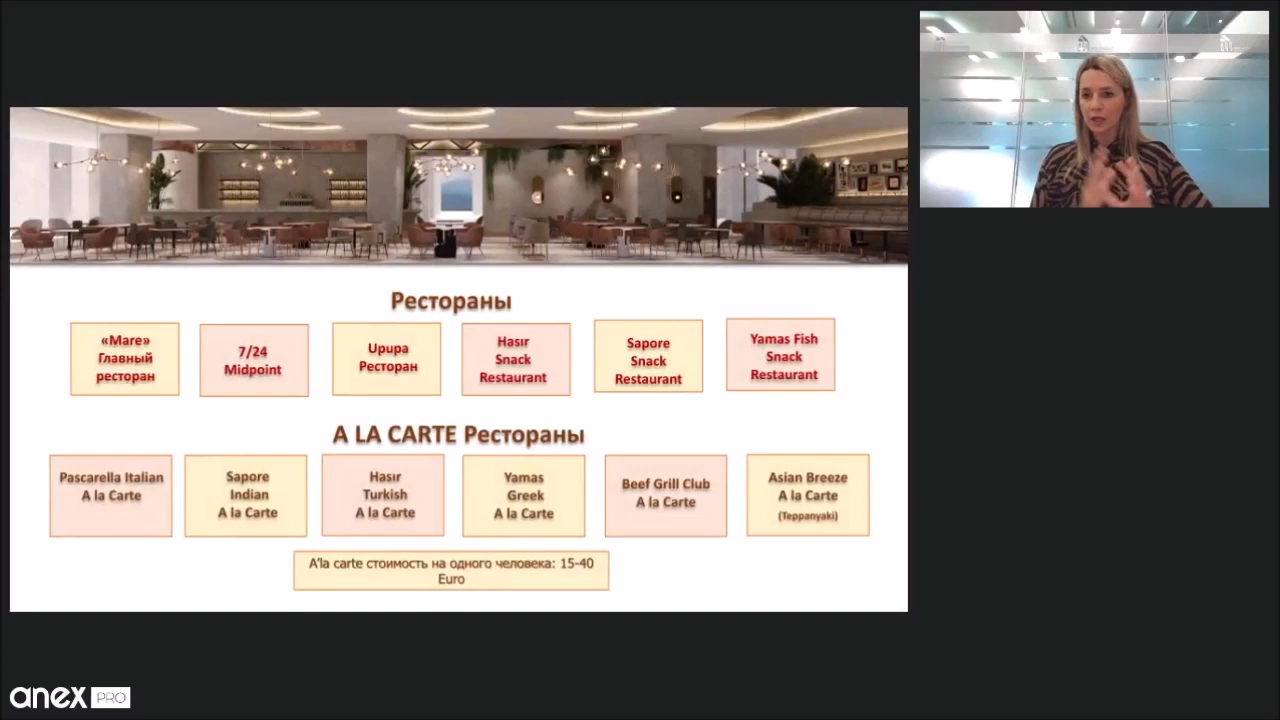 Рестораны
«Mare»
Главный
ресторан
7/24
Midpoint
Upupa
Ресторан
Hasır
Snack
Restaurant
Sapore
Snack
Restaurant
Yamas Fish
Snack
Restaurant
A LA CARTE Рестораны
Pascarella Italian
A la Carte
Sapore
Indian
A la Carte
Hasır
Turkish
A la Carte
Yamas
Greek
A la Carte
Beef Grill Club
A la Carte
Asian Breeze
A la Carte
(Teppanyaki)
A'la carte стоимость на одного человека: 15-40
Euro
anex PRO